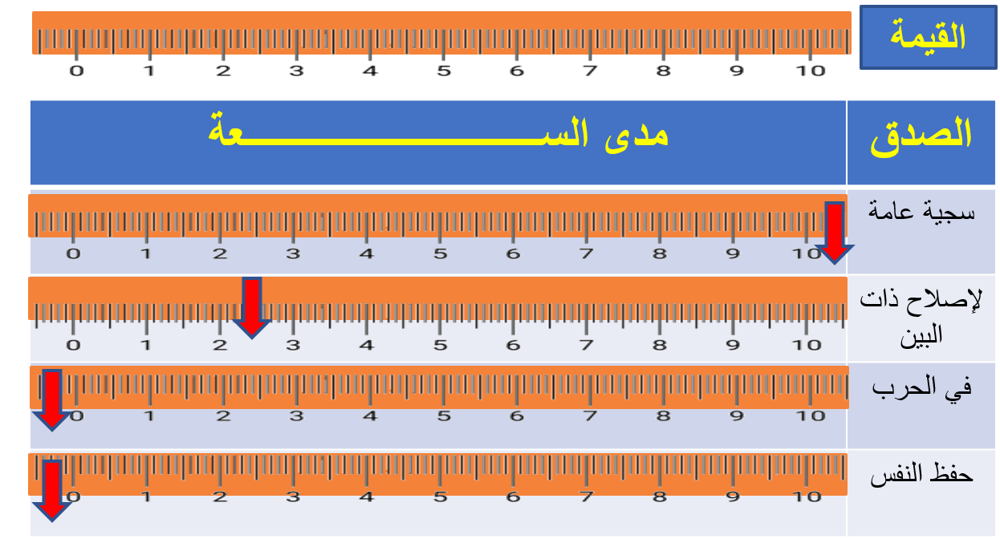 القيمة
0 1 2 3 4 5 6 7 8 9 10
الصدق
مدى الســـــــــــــــــــــــــــــعة
سجية عامة
0 1 2 3 4 5 6 7 8 9 10
لإصلاح ذات
البين
0 1 2 3 4 5 6 7 8 9 10
في الحرب
0 1 2 3 4 5 6 7 8 9 10
حفظ النفس
0 1 2 3 4 5 6 7 8 9 10